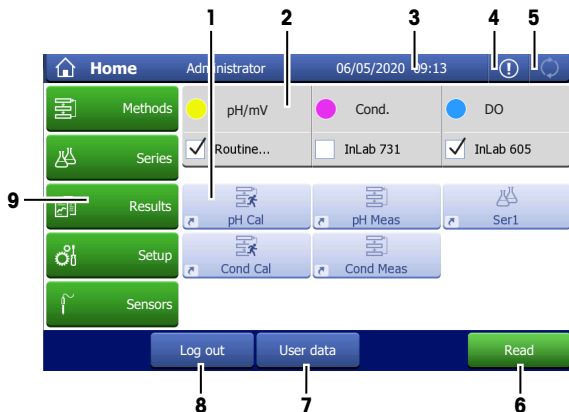 1 2 3 4 5
Home Administrator 06/05/2020 09:13
Methods pH/mV Cond. DO
Series Routine... InLab 731 InLab 605
9 Results pH Cal pH Meas Ser1
Setup Cond Cal Cond Meas
Sensors
Log out User data Read
8 7 6